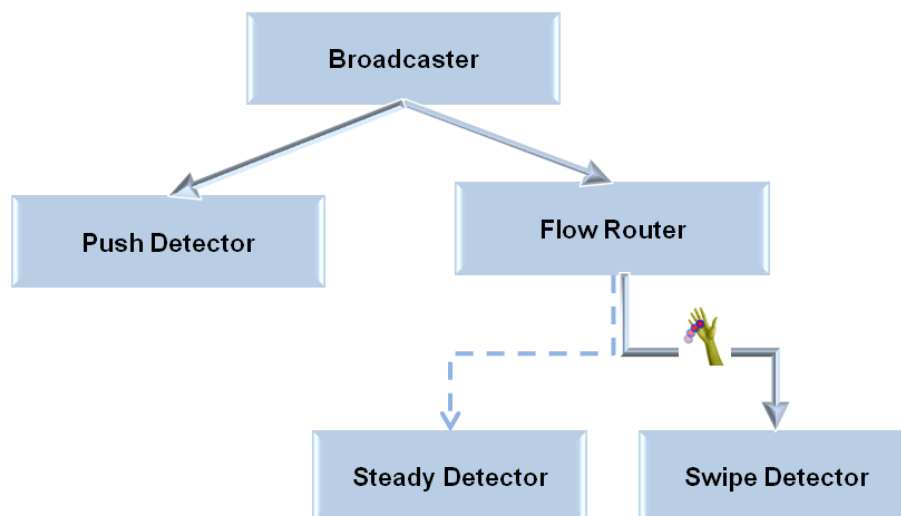 Broadcaster
Push Detector
Flow Router
Steady Detector
Swipe Detector